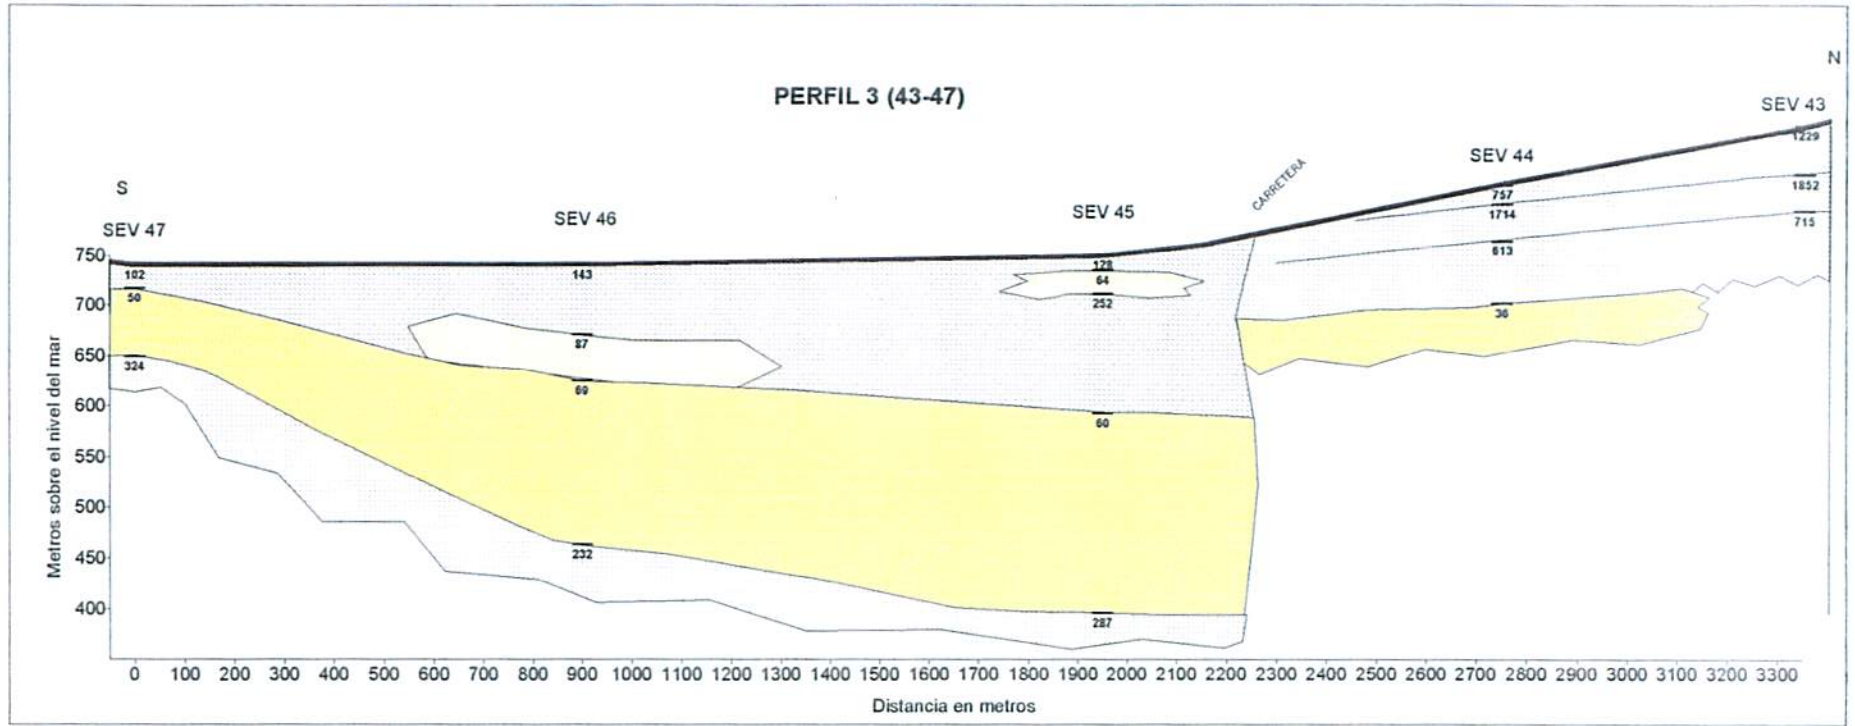 N
PERFIL 3 (43-47)
SEV 43
1229
SEV 44
CARRETERA
S
1852
757
SEV 46
SEV 45
1714
715
SEV 47
613
750
128
102
143
64
50
252
700
36
87
650
324
69
600
60
550
500
232
450
400
287
Metros sobre el nivel del mar
0 100 200 300 400 500 600 700 800 900 1000 1100 1200 1300 1400 1500 1600 1700 1800 1900 2000 2100 2200 2300 2400 2500 2600 2700 2800 2900 3000 3100 3200 3300
Distancia en metros